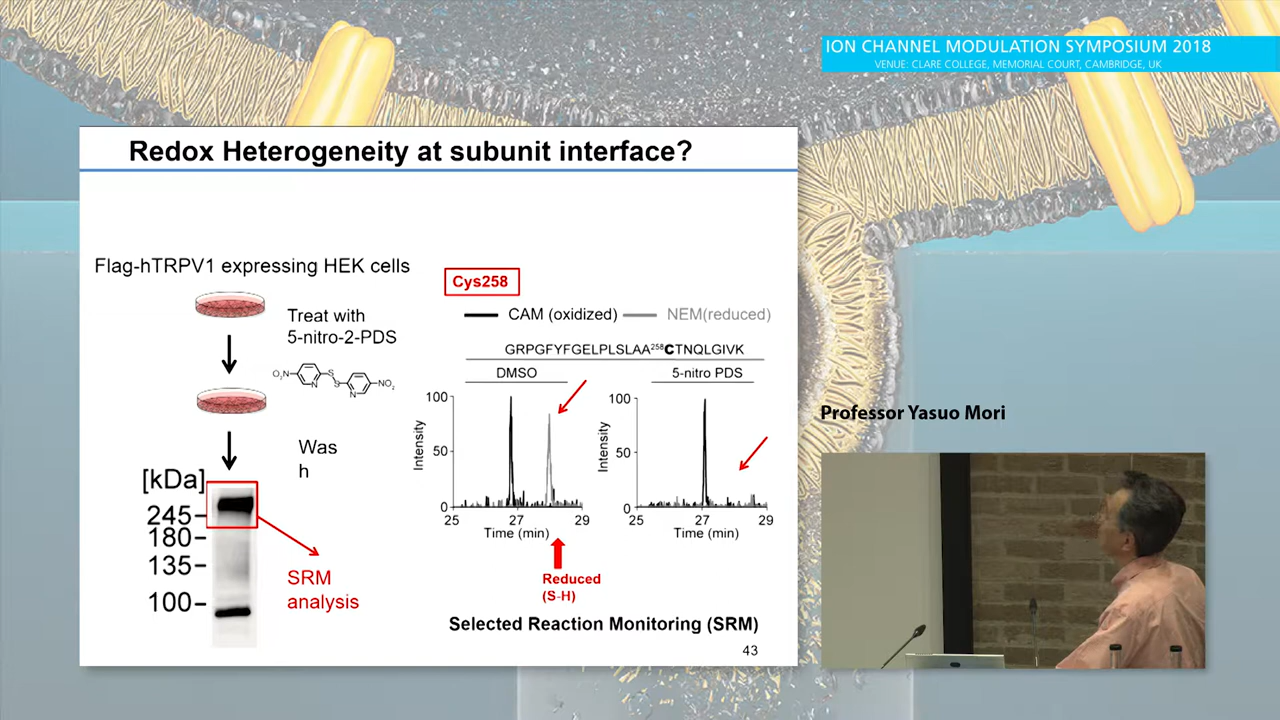 ION CHANNEL MODULATION SYMPOSIUM 2018
VENUE: CLARE COLLEGE, MEMORIAL COURT, CAMBRIDGE, UK
Redox Heterogeneity at subunit interface?
Flag-hTRPV1 expressing HEK cells
Treat with
5-nitro-2-PDS
O₂N
N
S
S
N
NO₂
Was
h
[kDa]
245
180
135
100
SRM
analysis
Cys258
CAM (oxidized)
NEM(reduced)
GRPGFYFGELPLSLAA²⁵⁸CTNQLGIVK
DMSO
5-nitro PDS
100
50
0
Intensity
25
27
29
Time (min)
100
50
0
Intensity
25
27
29
Time (min)
Reduced
(S-H)
Selected Reaction Monitoring (SRM)
43
Professor Yasuo Mori